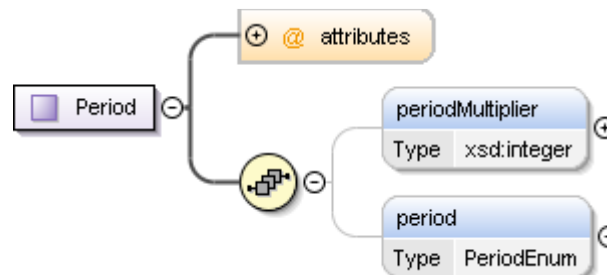 @ attributes
Period
periodMultiplier
Type xsd:integer
period
Type PeriodEnum